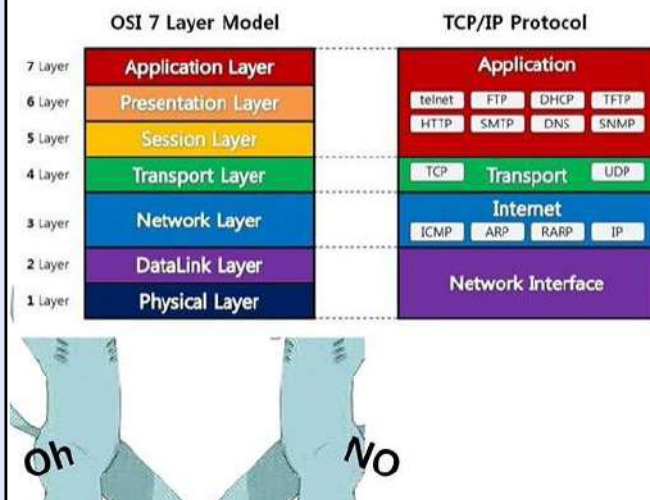 OSI 7 Layer Model
TCP/IP Protocol
7 Layer
Application Layer
6 Layer
Presentation Layer
5 Layer
Session Layer
4 Layer
Transport Layer
3 Layer
Network Layer
2 Layer
DataLink Layer
1 Layer
Physical Layer
Application
telnet FTP DHCP TFTP
HTTP SMTP DNS SNMP
TCP Transport UDP
Internet
ICMP ARP RARP IP
Network Interface
Oh NO